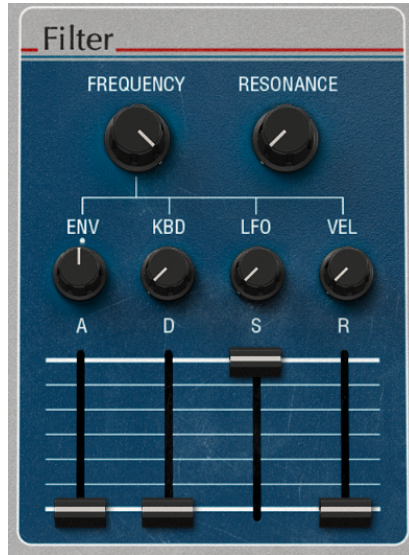 Filter
FREQUENCY RESONANCE
ENV KBD LFO VEL
A D S R